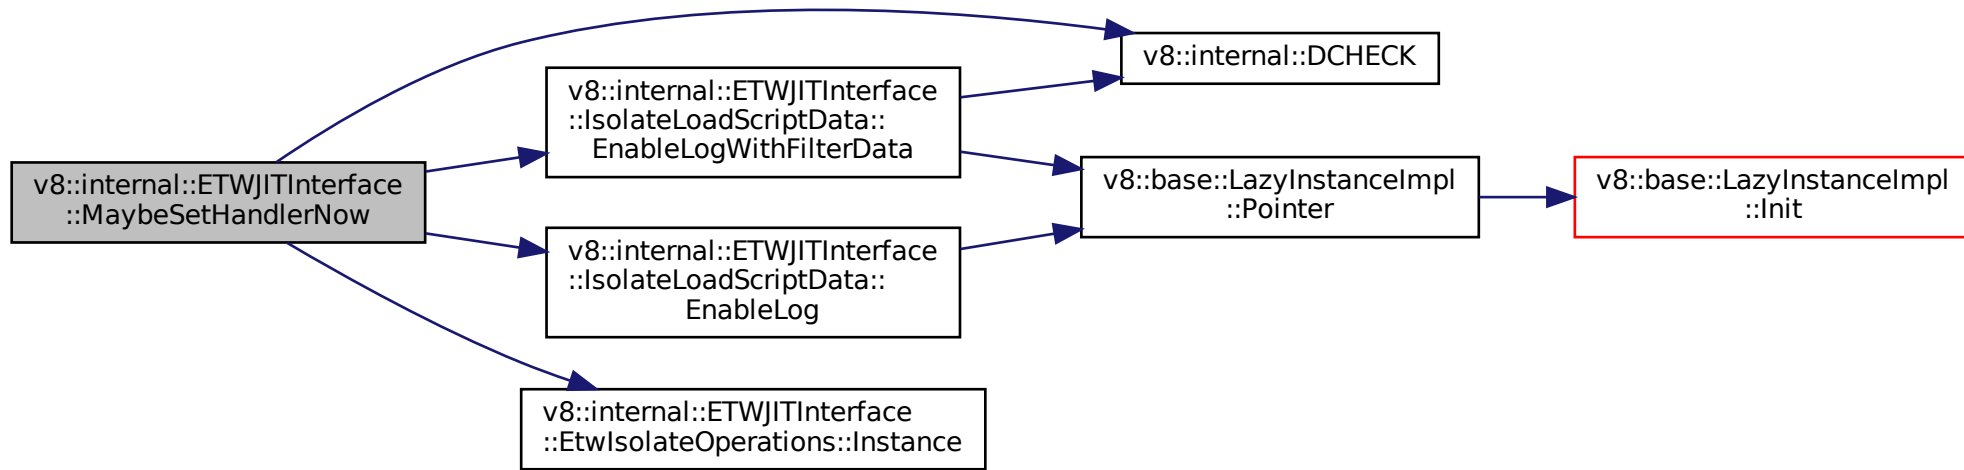 v8::internal::ETWJITInterface
::MaybeSetHandlerNow
v8::internal::ETWJITInterface
::IsolateLoadScriptData::
EnableLogWithFilterData
v8::internal::ETWJITInterface
::IsolateLoadScriptData::
EnableLog
v8::internal::ETWJITInterface
::EtwIsolateOperations::Instance
v8::internal::DCHECK
v8::base::LazyInstanceImpl
::Pointer
v8::base::LazyInstanceImpl
::Init